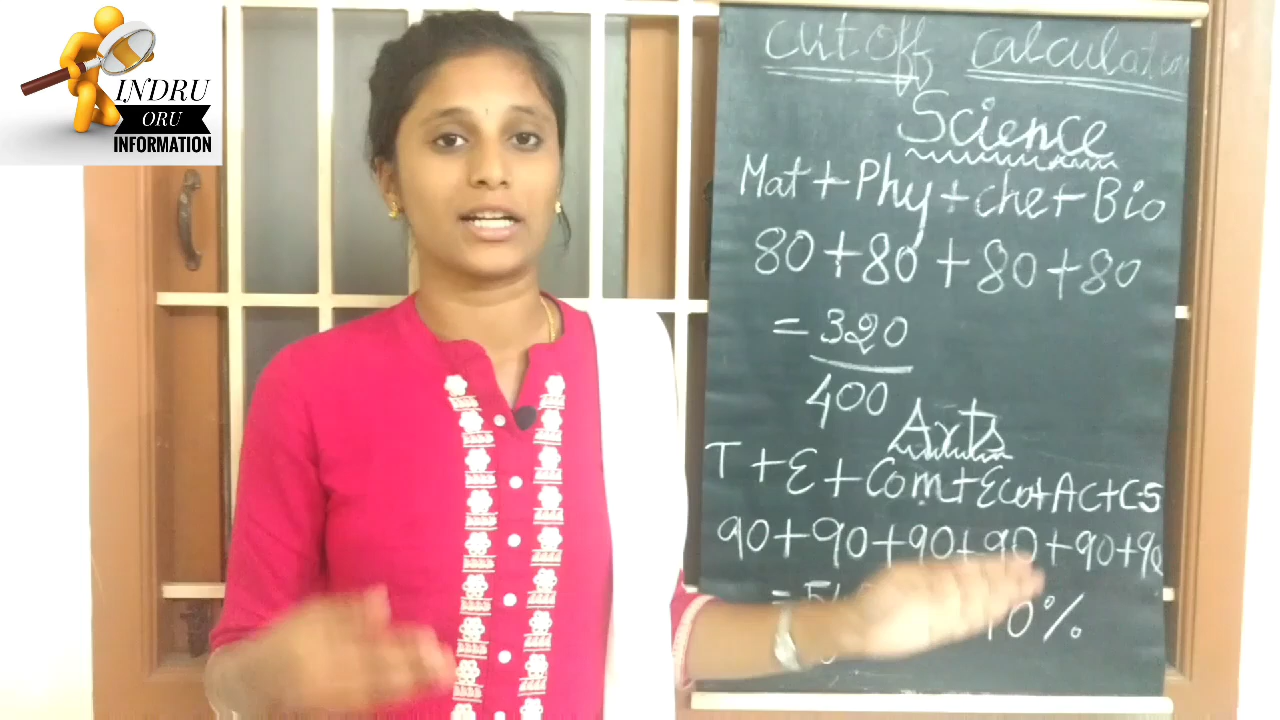 INDRU
ORU
INFORMATION
cutoff calculation
Science
Mat + Phy + che + Bio
80 + 80 + 80 + 80
= 320
400
Arts
T + E + Com + Eco + Ac + CS
90 + 90 + 90 + 90 + 90 + 90
%